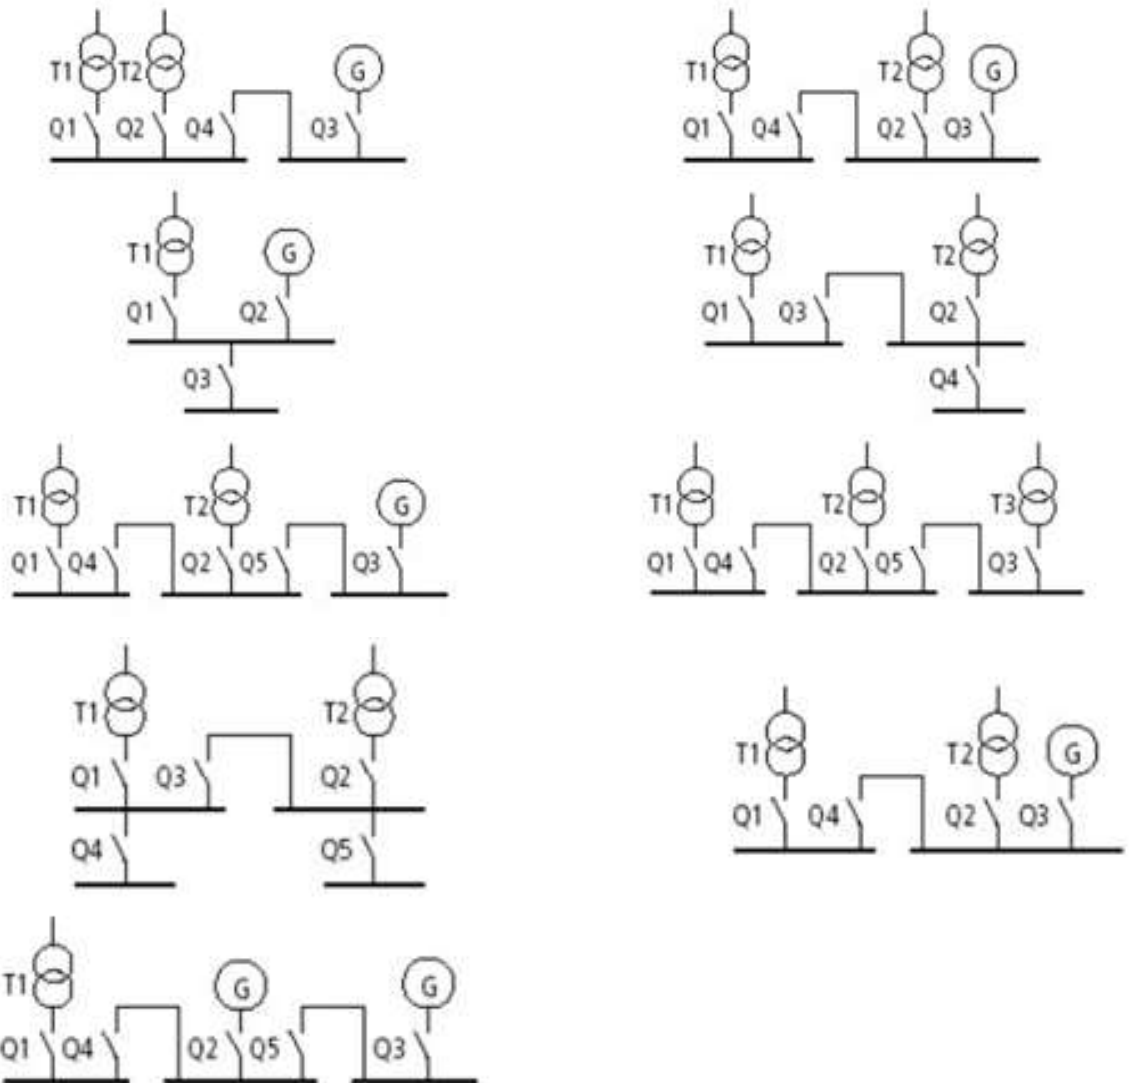 T1 T2 G
Q1 Q2 Q4 Q3
T1 T2 G
Q1 Q4 Q2 Q3
T1 G
Q1 Q2
Q3
T1 T2
Q1 Q3 Q2
Q4
T1 T2 G
Q1 Q4 Q2 Q5 Q3
T1 T2 T3
Q1 Q4 Q2 Q5 Q3
T1 T2
Q1 Q3 Q2
Q4 Q5
T1 T2 G
Q1 Q4 Q2 Q3
T1 G G
Q1 Q4 Q2 Q5 Q3